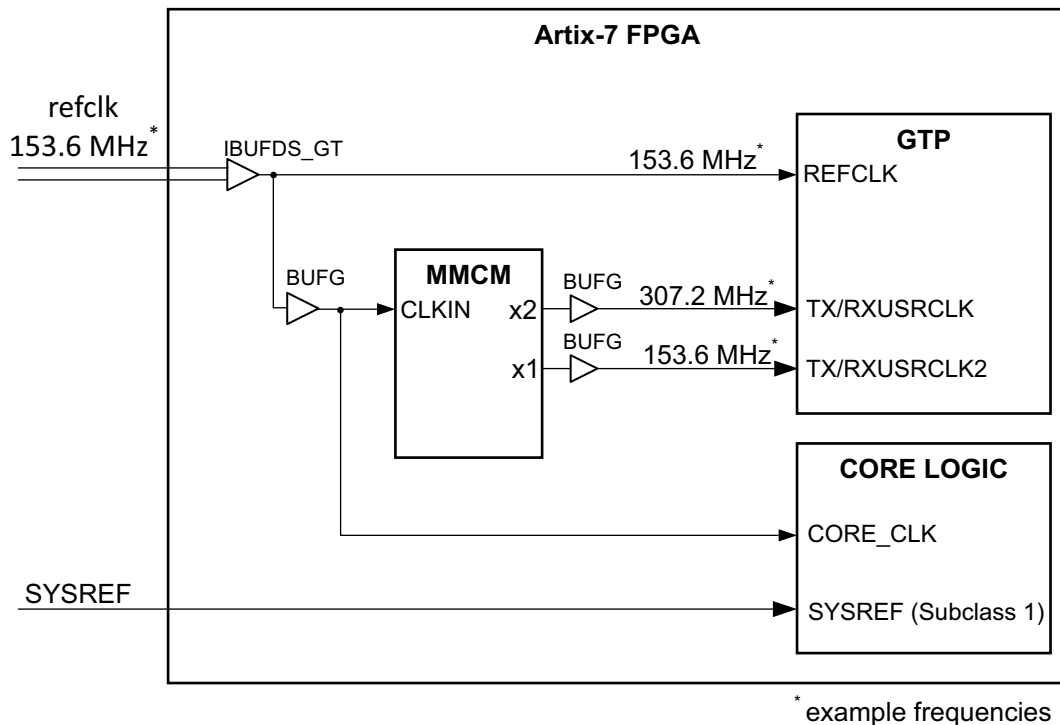 Artix-7 FPGA
refclk
153.6 MHz*
IBUFDS_GT
153.6 MHz*
GTP
REFCLK
BUFG
MMCM
CLKIN
x2
BUFG
307.2 MHz*
TX/RXUSRCLK
x1
BUFG
153.6 MHz*
TX/RXUSRCLK2
CORE LOGIC
CORE_CLK
SYSREF
SYSREF (Subclass 1)
* example frequencies